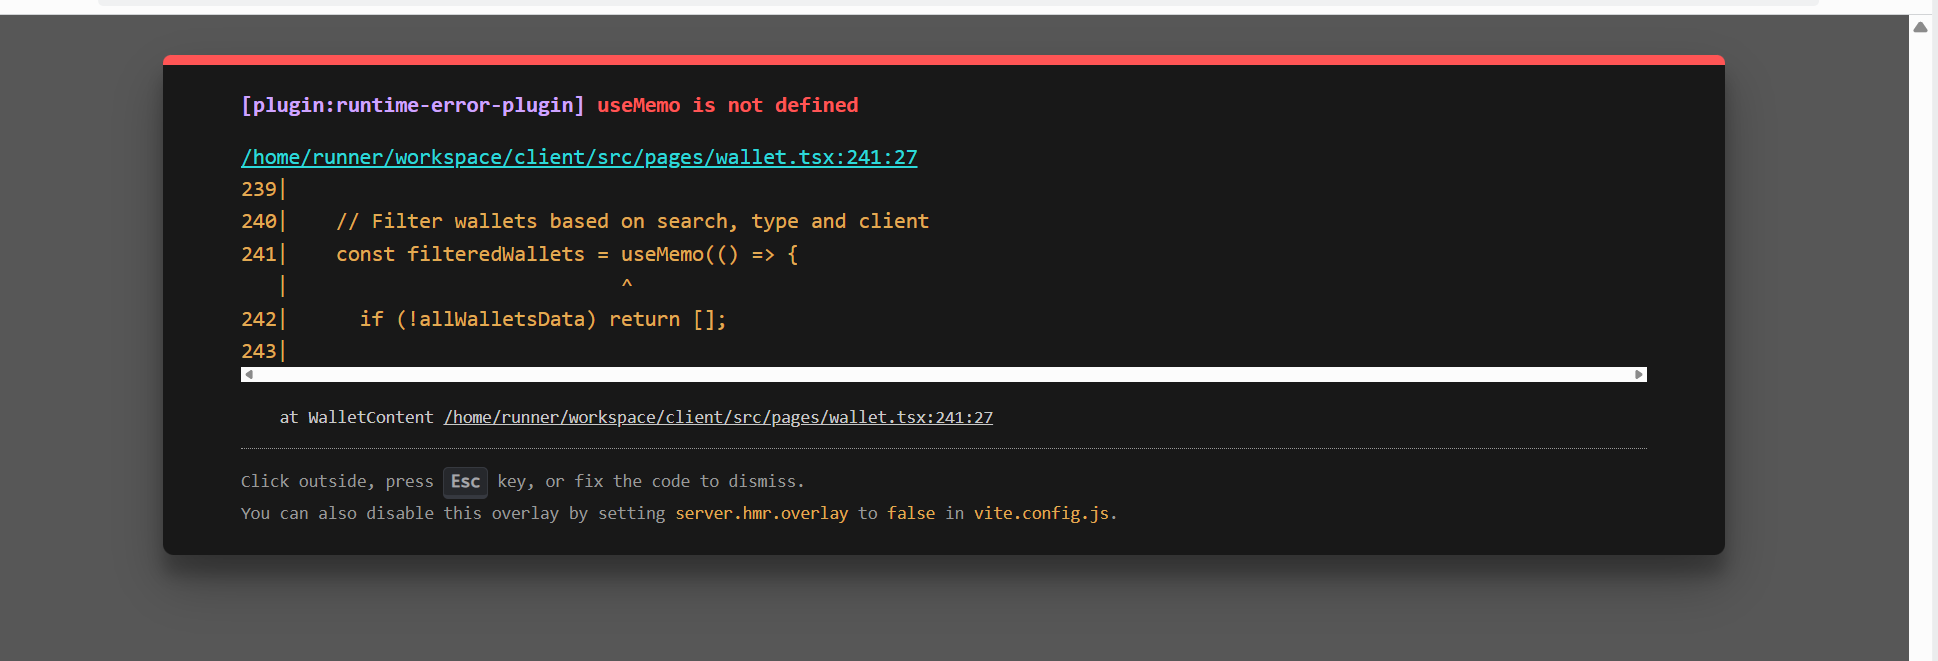 [plugin:runtime-error-plugin] useMemo is not defined
/home/runner/workspace/client/src/pages/wallet.tsx:241:27
239|
240|    // Filter wallets based on search, type and client
241|    const filteredWallets = useMemo(() => {
   |                            ^
242|      if (!allWalletsData) return [];
243|
at WalletContent /home/runner/workspace/client/src/pages/wallet.tsx:241:27
Click outside, press Esc key, or fix the code to dismiss.
You can also disable this overlay by setting server.hmr.overlay to false in vite.config.js.